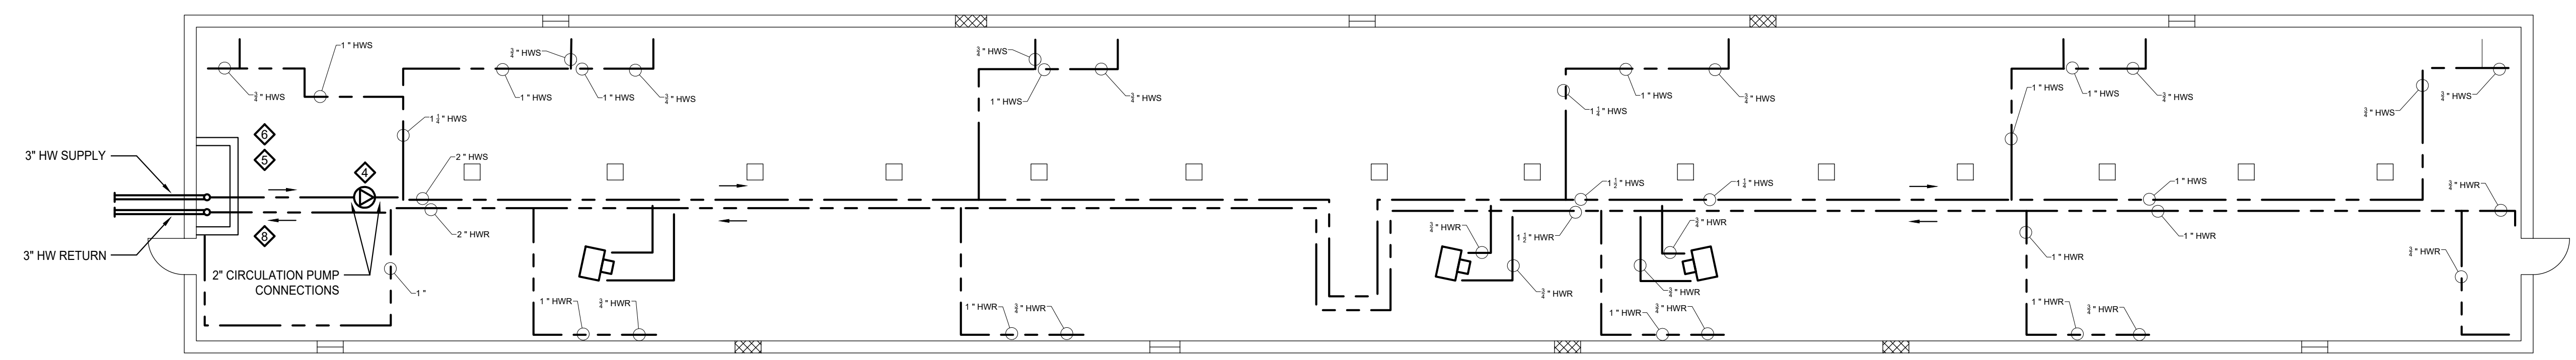 1 " HWS
3/4 " HWS
3/4 " HWS
3/4 " HWS
1 " HWS
1 " HWS
3/4 " HWS
1 " HWS
3/4 " HWS
1 1/4 " HWS
1 " HWS
3/4 " HWS
1 " HWS
1 " HWS
3/4 " HWS
3/4 " HWS
3/4 " HWS
1 1/4 " HWS
6
5
4
3" HW SUPPLY
2 " HWS
1 1/2 " HWS
1 1/4 " HWS
1 " HWS
3/4 " HWR
8
2 " HWR
3/4 " HWR
1 1/2 " HWR
3/4 " HWR
1 " HWR
3" HW RETURN
2" CIRCULATION PUMP
CONNECTIONS
1 " HWR
3/4 " HWR
1 "
3/4 " HWR
3/4 " HWR
1 " HWR
3/4 " HWR
1 " HWR
3/4 " HWR
1 " HWR
3/4 " HWR
1 " HWR
3/4 " HWR